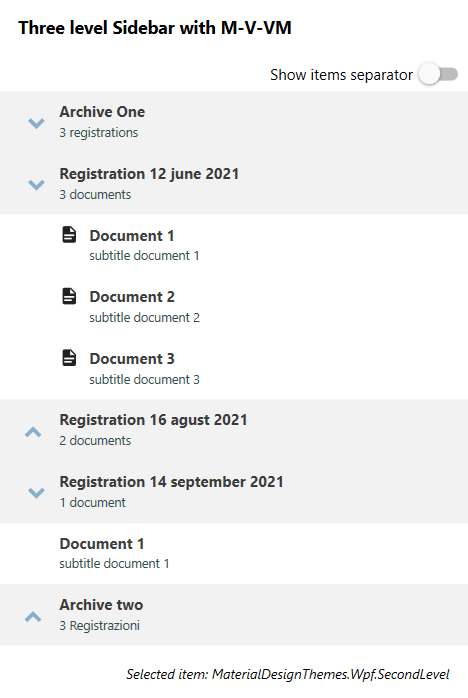 Three level Sidebar with M-V-VM
Show items separator
Archive One
3 registrations
Registration 12 june 2021
3 documents
Document 1
subtitle document 1
Document 2
subtitle document 2
Document 3
subtitle document 3
Registration 16 agust 2021
2 documents
Registration 14 september 2021
1 document
Document 1
subtitle document 1
Archive two
3 Registrazioni
Selected item: MaterialDesignThemes.Wpf.SecondLevel